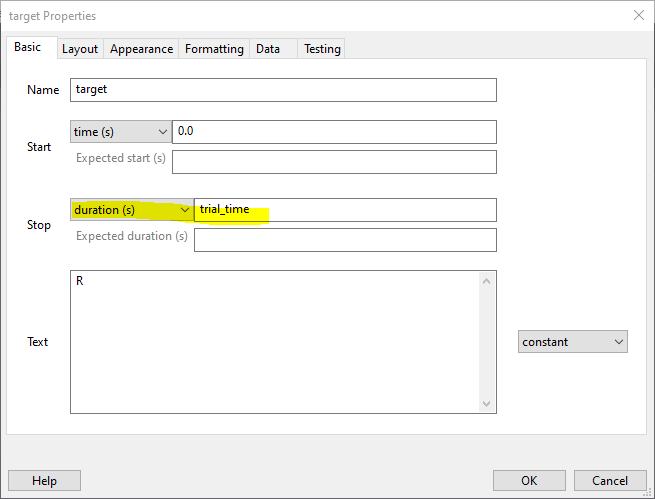 target Properties
Basic Layout Appearance Formatting Data Testing
Name target
Start time (s) 0.0
Expected start (s)
Stop duration (s) trial_time
Expected duration (s)
Text R constant
Help OK Cancel